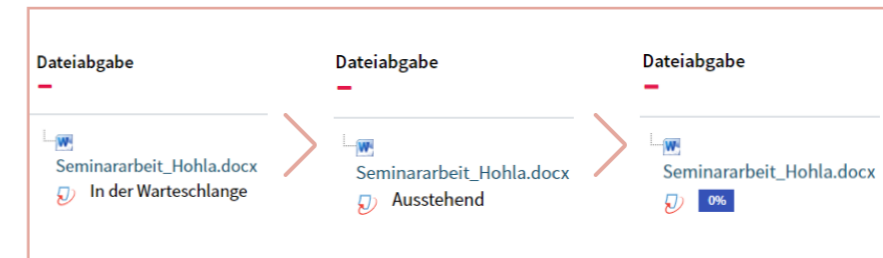 Dateiabgabe
Seminararbeit_Hohla.docx
In der Warteschlange
Dateiabgabe
Seminararbeit_Hohla.docx
Ausstehend
Dateiabgabe
Seminararbeit_Hohla.docx
0%